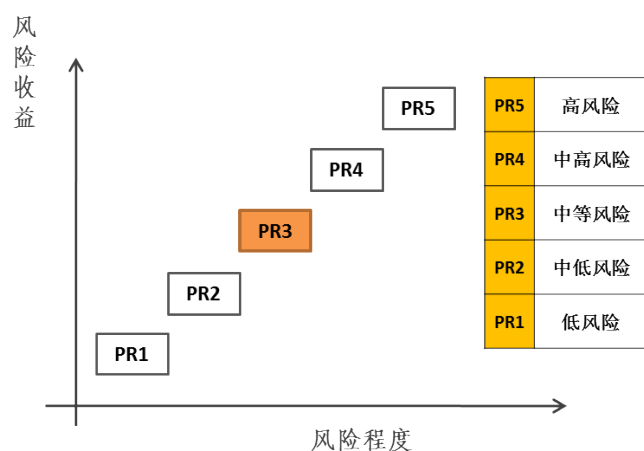 风险收益
PR5
PR4
PR3
PR2
PR1
风险程度
PR5 高风险
PR4 中高风险
PR3 中等风险
PR2 中低风险
PR1 低风险